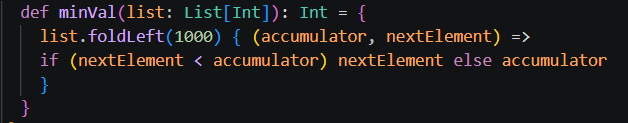 def minVal(list: List[Int]): Int = {
list.foldLeft(1000) { (accumulator, nextElement) =>
if (nextElement < accumulator) nextElement else accumulator
}
}